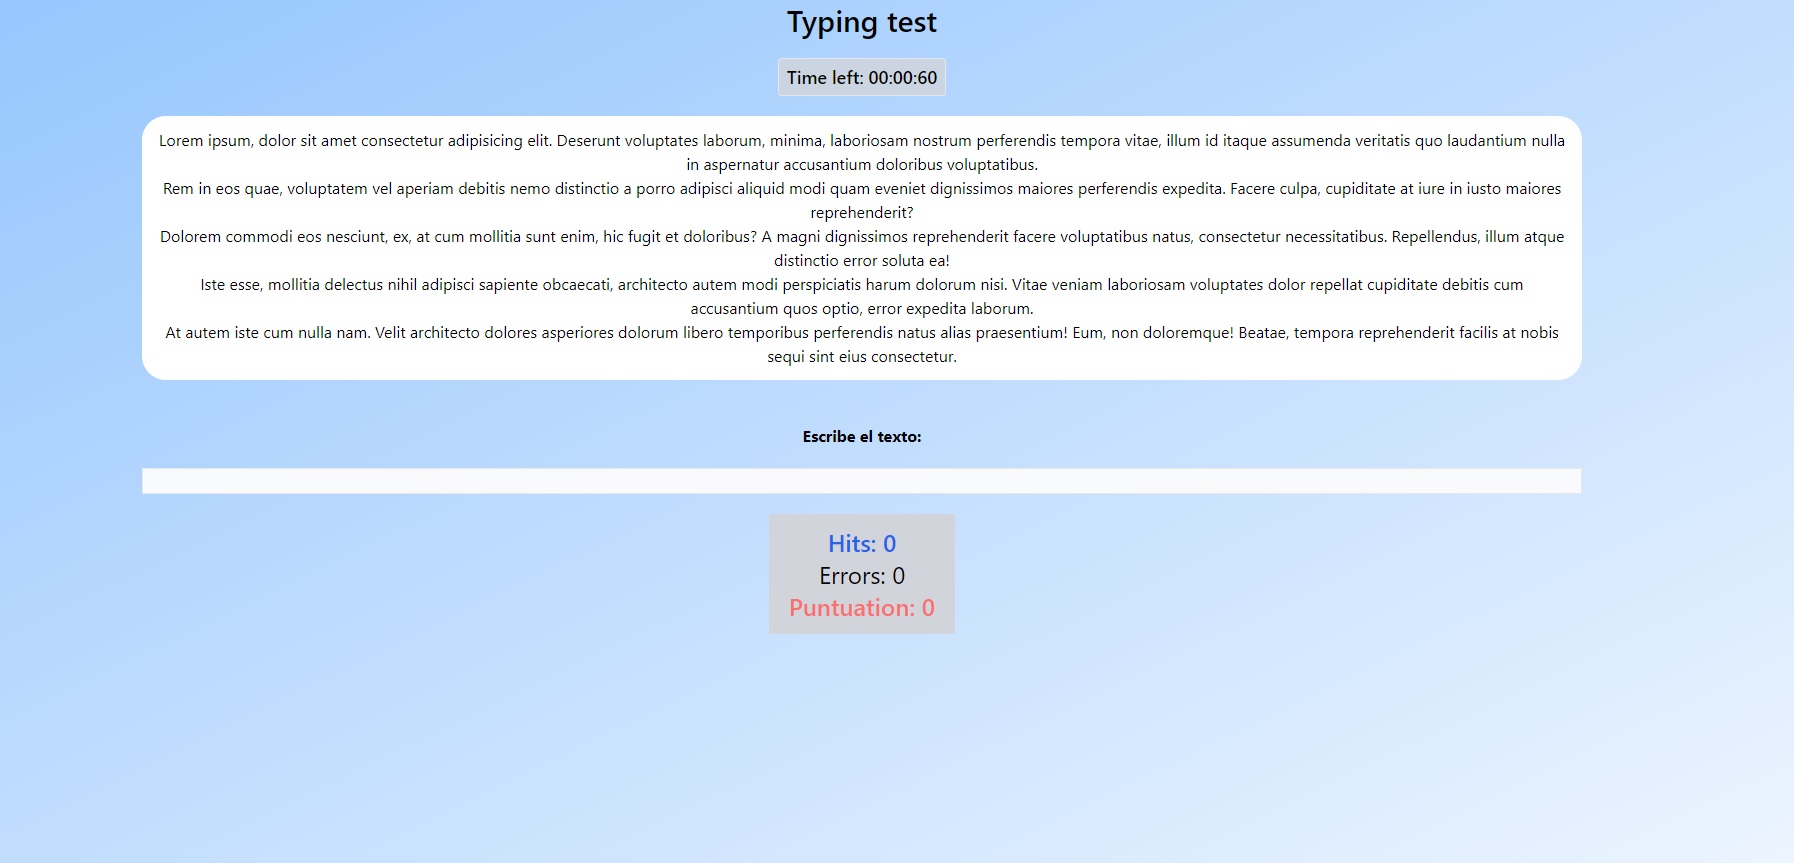 Typing test
Time left: 00:00:60
Lorem ipsum, dolor sit amet consectetur adipisicing elit. Deserunt voluptates laborum, minima, laboriosam nostrum perferendis tempora vitae, illum id itaque assumenda veritatis quo laudantium nulla
in aspernatur accusantium doloribus voluptatibus.
Rem in eos quae, voluptatem vel aperiam debitis nemo distinctio a porro adipisci aliquid modi quam eveniet dignissimos maiores perferendis expedita. Facere culpa, cupiditate at iure in iusto maiores
reprehenderit?
Dolorem commodi eos nesciunt, ex, at cum mollitia sunt enim, hic fugit et doloribus? A magni dignissimos reprehenderit facere voluptatibus natus, consectetur necessitatibus. Repellendus, illum atque
distinctio error soluta ea!
Iste esse, mollitia delectus nihil adipisci sapiente obcaecati, architecto autem modi perspiciatis harum dolorum nisi. Vitae veniam laboriosam voluptates dolor repellat cupiditate debitis cum
accusantium quos optio, error expedita laborum.
At autem iste cum nulla nam. Velit architecto dolores asperiores dolorum libero temporibus perferendis natus alias praesentium! Eum, non doloremque! Beatae, tempora reprehenderit facilis at nobis
sequi sint eius consectetur.
Escribe el texto:
Hits: 0
Errors: 0
Puntuation: 0